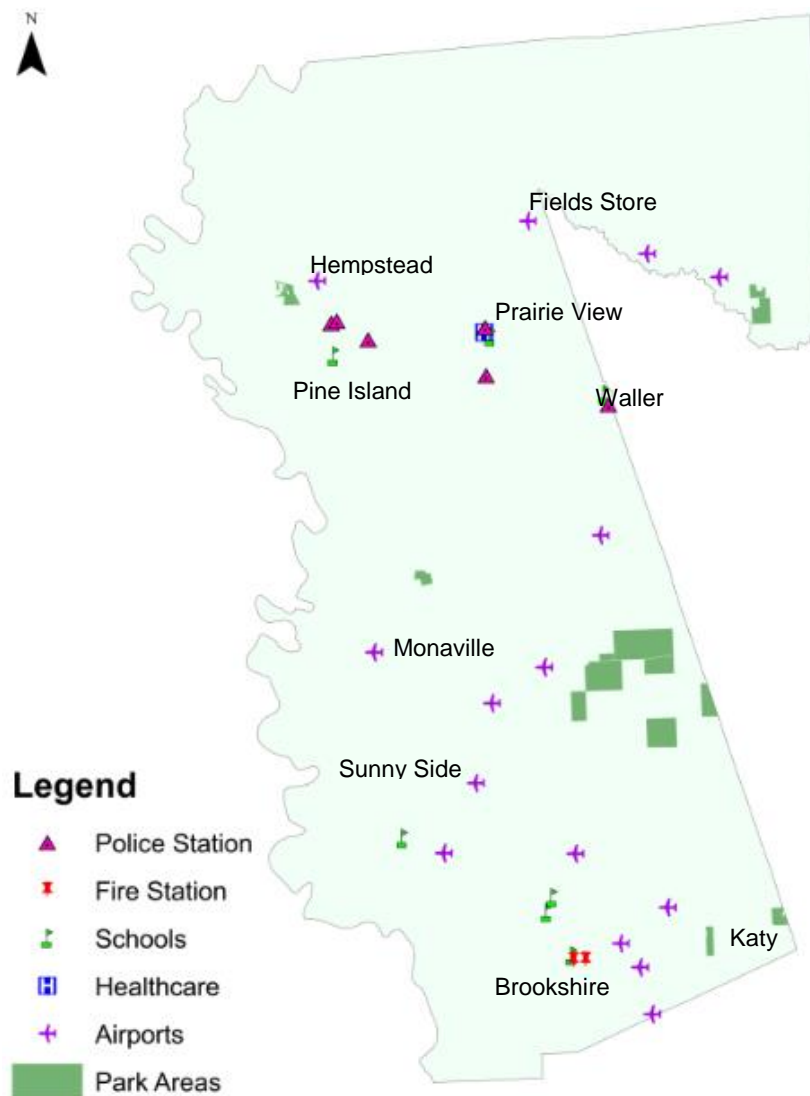 N
Fields Store
Hempstead
Prairie View
Pine Island
Waller
Monaville
Sunny Side
Legend
Police Station
Fire Station
Schools
Healthcare
Airports
Park Areas
Katy
Brookshire